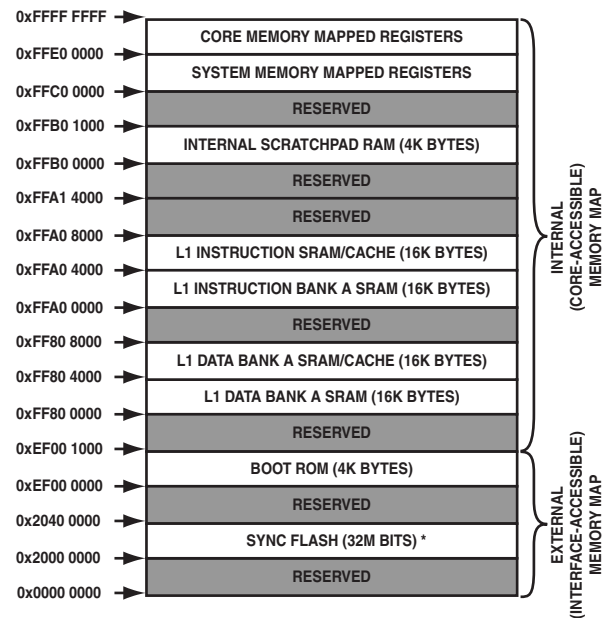 0xFFFF FFFF
CORE MEMORY MAPPED REGISTERS
0xFFE0 0000
SYSTEM MEMORY MAPPED REGISTERS
0xFFC0 0000
RESERVED
0xFFB0 1000
INTERNAL SCRATCHPAD RAM (4K BYTES)
0xFFB0 0000
RESERVED
0xFFA1 4000
RESERVED
0xFFA0 8000
L1 INSTRUCTION SRAM/CACHE (16K BYTES)
0xFFA0 4000
L1 INSTRUCTION BANK A SRAM (16K BYTES)
0xFFA0 0000
RESERVED
0xFF80 8000
L1 DATA BANK A SRAM/CACHE (16K BYTES)
0xFF80 4000
L1 DATA BANK A SRAM (16K BYTES)
0xFF80 0000
RESERVED
0xEF00 1000
BOOT ROM (4K BYTES)
0xEF00 0000
RESERVED
0x2040 0000
SYNC FLASH (32M BITS) *
0x2000 0000
RESERVED
0x0000 0000
INTERNAL
(CORE-ACCESSIBLE)
MEMORY MAP
EXTERNAL
(INTERFACE-ACCESSIBLE)
MEMORY MAP